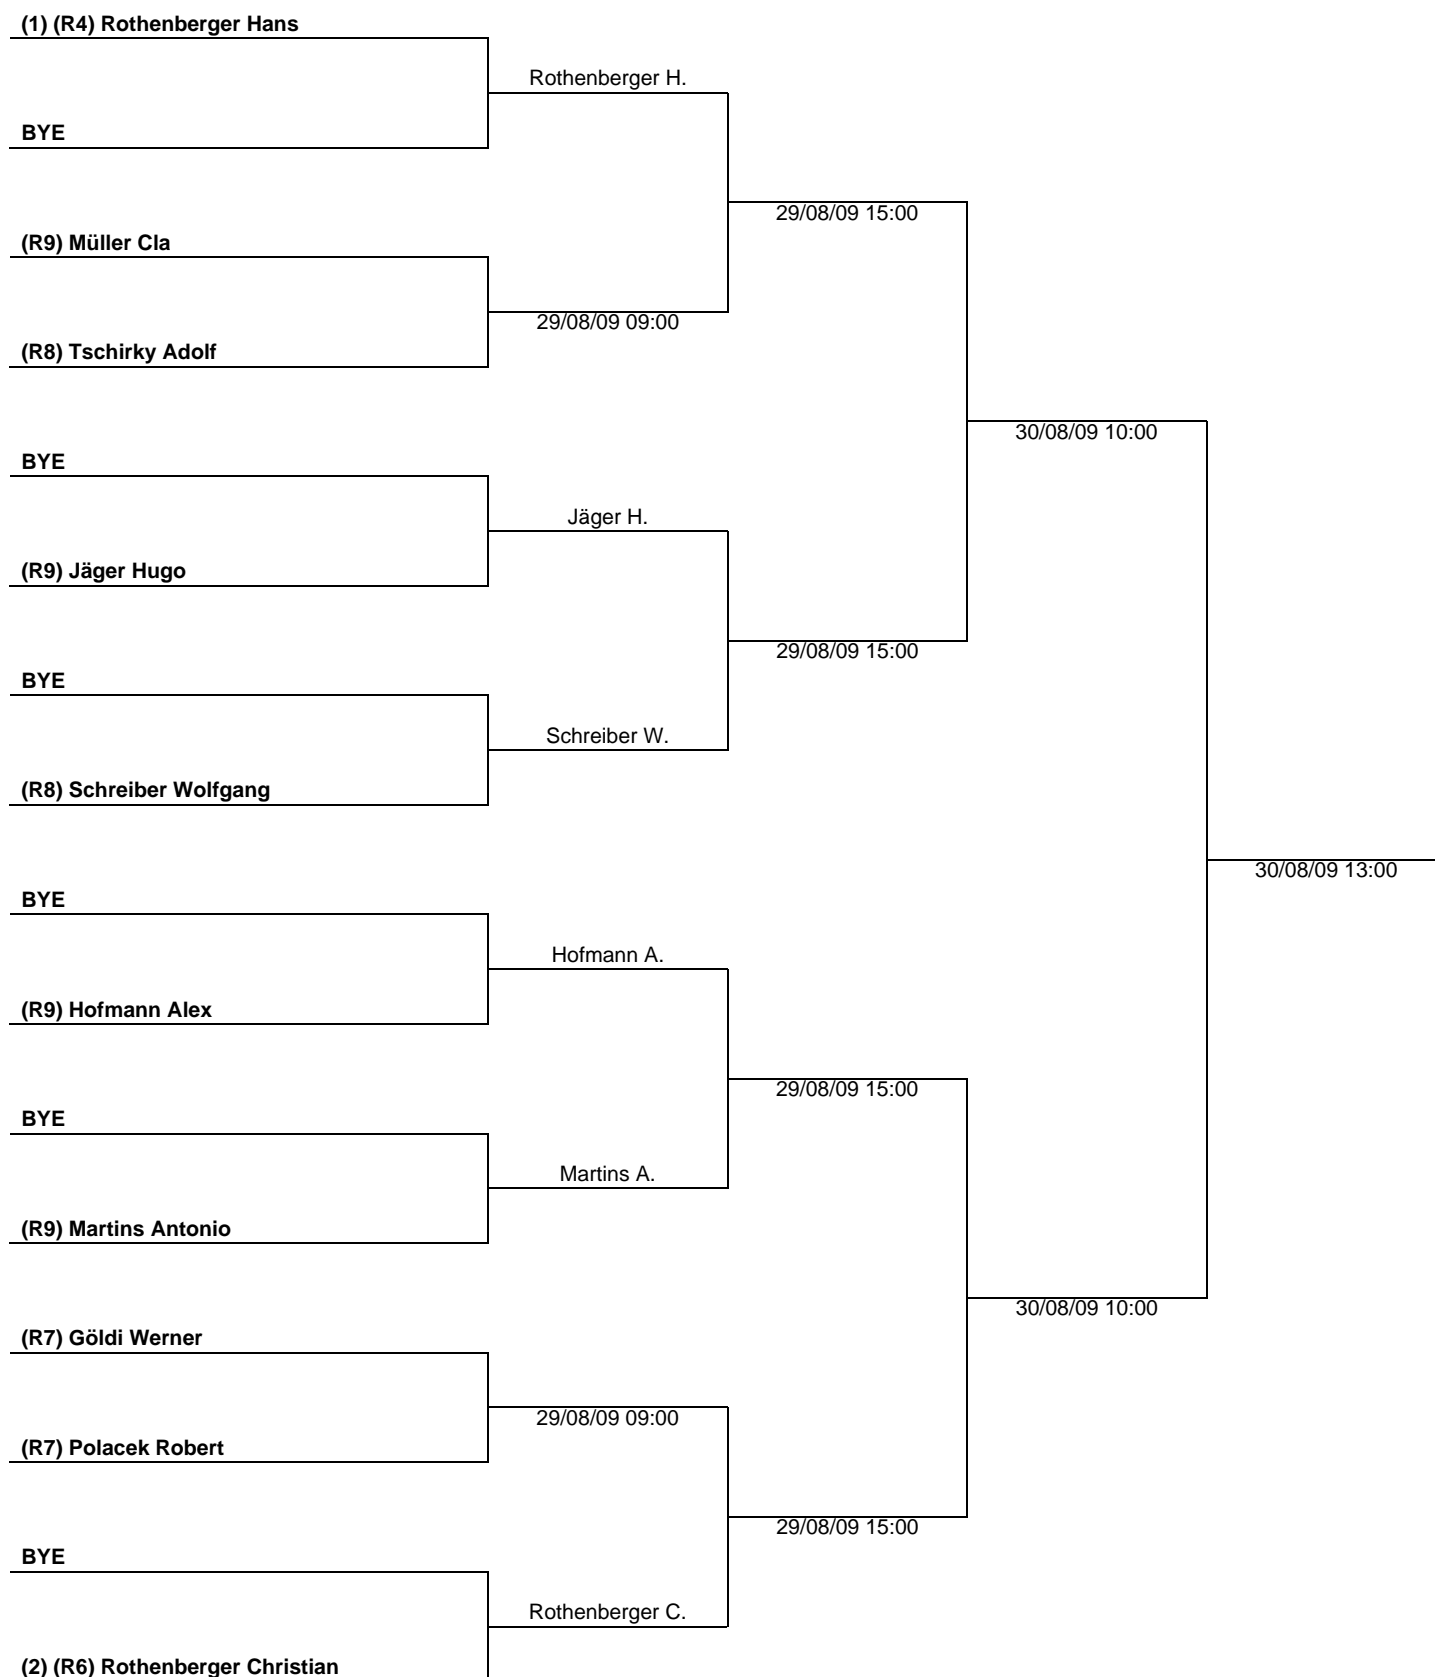 (1) (R4) Rothenberger Hans
Rothenberger H.
BYE
29/08/09 15:00
(R9) Müller Cla
29/08/09 09:00
(R8) Tschirky Adolf
30/08/09 10:00
BYE
Jäger H.
(R9) Jäger Hugo
29/08/09 15:00
BYE
Schreiber W.
(R8) Schreiber Wolfgang
30/08/09 13:00
BYE
Hofmann A.
(R9) Hofmann Alex
29/08/09 15:00
BYE
Martins A.
(R9) Martins Antonio
30/08/09 10:00
(R7) Göldi Werner
29/08/09 09:00
(R7) Polacek Robert
29/08/09 15:00
BYE
Rothenberger C.
(2) (R6) Rothenberger Christian